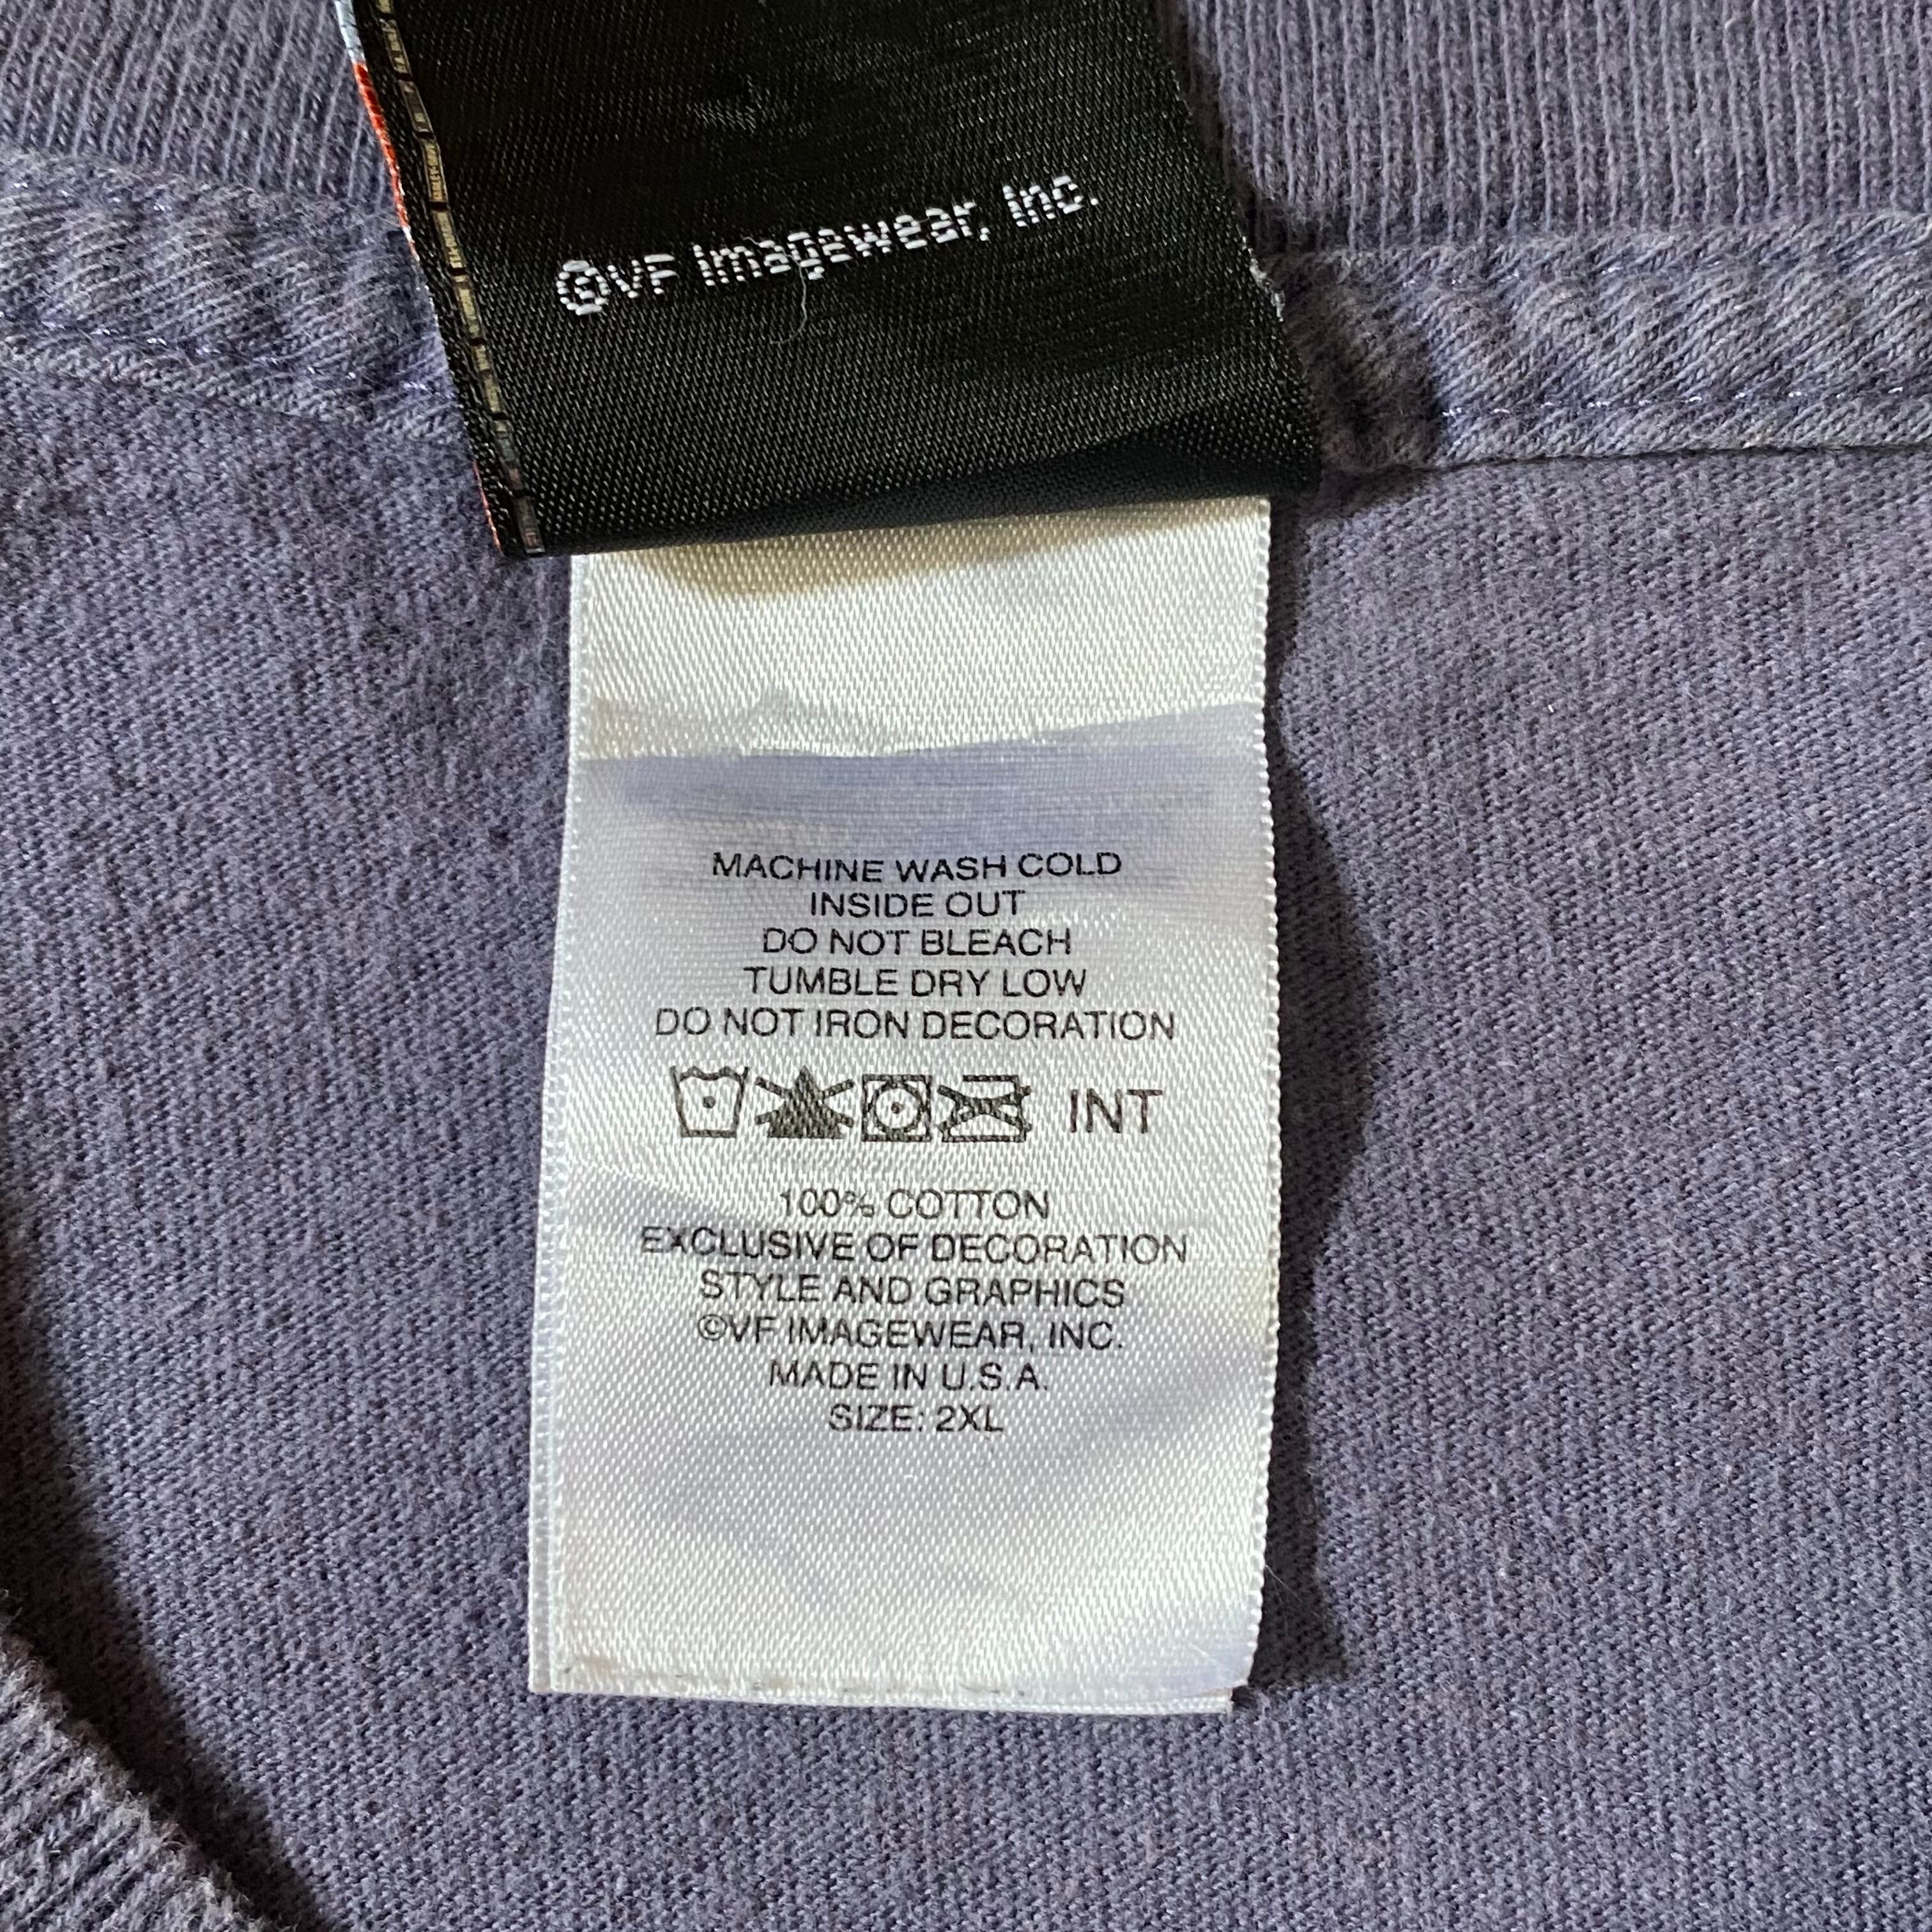 ©VF Imagewear, Inc.
MACHINE WASH COLD
INSIDE OUT
DO NOT BLEACH
TUMBLE DRY LOW
DO NOT IRON DECORATION
INT
100% COTTON
EXCLUSIVE OF DECORATION
STYLE AND GRAPHICS
©VF IMAGEWEAR, INC.
MADE IN U.S.A.
SIZE: 2XL